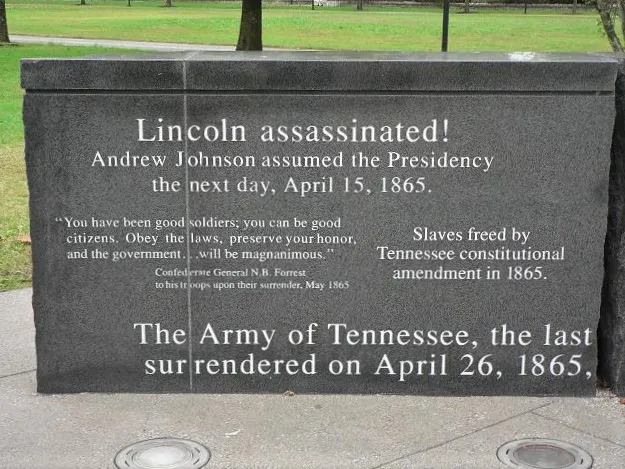 Lincoln assassinated!
Andrew Johnson assumed the Presidency
the next day, April 15, 1865.
“You have been good soldiers; you can be good
citizens. Obey the laws, preserve your honor,
and the government. . .will be magnanimous.”
Confederate General N.B. Forrest
to his troops upon their surrender, May 1865
Slaves freed by
Tennessee constitutional
amendment in 1865.
The Army of Tennessee, the last
surrendered on April 26, 1865,